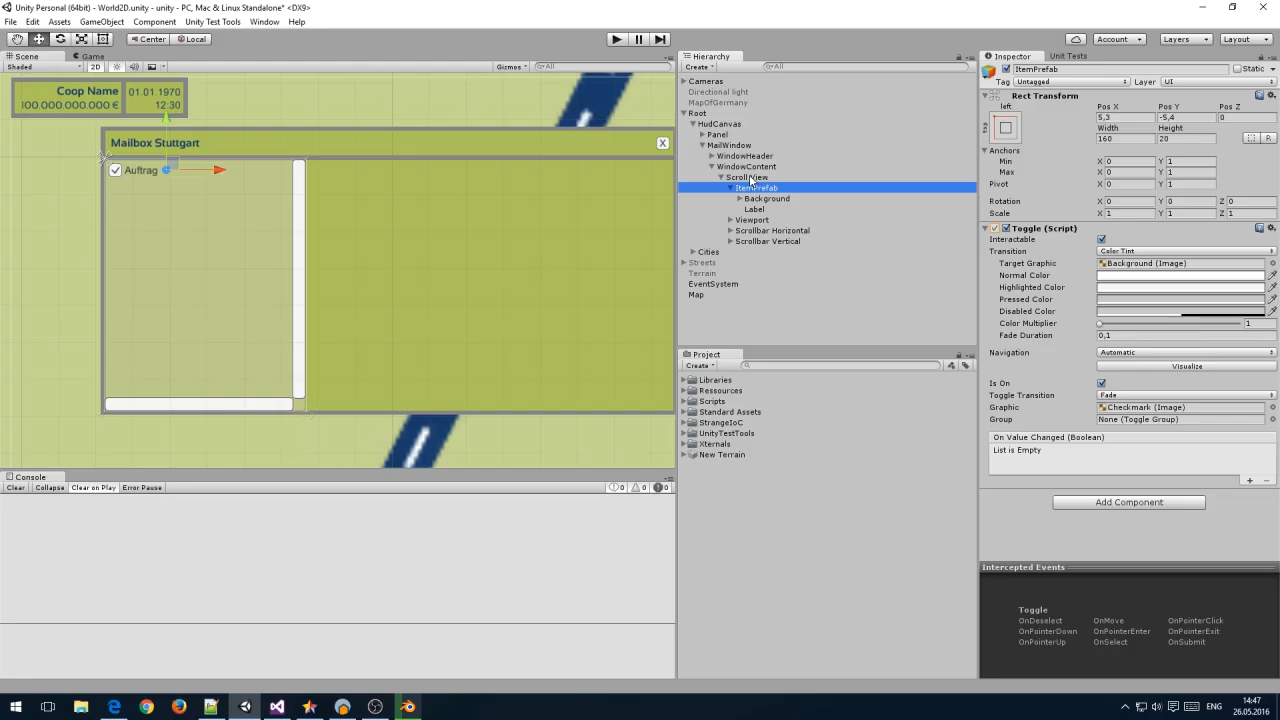 Unity Personal (64bit) - World2D.unity - unity - PC, Mac & Linux Standalone* <DX9>
File Edit Assets GameObject Component Unity Test Tools Window Help
Center Local Account Layers Layout
Scene Game
Shaded 2D Gizmos All
Coop Name 01.01 1970
100.000.000.000 € 12:30
Mailbox Stuttgart X
Auftrag
Console
Clear Collapse Clear on Play Error Pause 0 0 0
Hierarchy
Create All
Cameras
Directional light
MapOfGermany
Root
HudCanvas
Panel
MailWindow
WindowHeader
WindowContent
ScrollView
ItemPrefab
Background
Label
Viewport
Scrollbar Horizontal
Scrollbar Vertical
Cities
Streets
Terrain
EventSystem
Map
Project
Create
Libraries
Ressources
Scripts
Standard Assets
StrangeIoC
UnityTestTools
Xternals
New Terrain
Inspector Unit Tests
ItemPrefab Static
Tag Untagged Layer UI
Rect Transform
left Pos X Pos Y Pos Z
top 5,3 -5,4 0
Width Height
160 20 R
Anchors
Min X 0 Y 1
Max X 0 Y 1
Pivot X 0 Y 1
Rotation X 0 Y 0 Z 0
Scale X 1 Y 1 Z 1
Toggle (Script)
Interactable
Transition Color Tint
Target Graphic Background (Image)
Normal Color
Highlighted Color
Pressed Color
Disabled Color
Color Multiplier 1
Fade Duration 0,1
Navigation Automatic
Visualize
Is On
Toggle Transition Fade
Graphic Checkmark (Image)
Group None (Toggle Group)
On Value Changed (Boolean)
List is Empty
Add Component
Intercepted Events
Toggle
OnDeselect OnMove OnPointerClick
OnPointerDown OnPointerEnter OnPointerExit
OnPointerUp OnSelect OnSubmit
ENG 14:47
26.05.2016